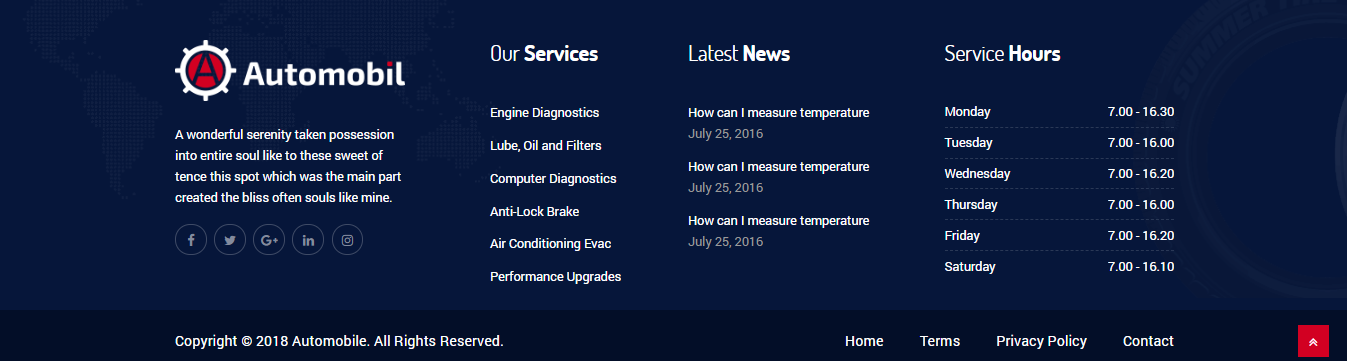 Automobil
A wonderful serenity taken possession
into entire soul like to these sweet of
tence this spot which was the main part
created the bliss often souls like mine.
Our Services
Engine Diagnostics
Lube, Oil and Filters
Computer Diagnostics
Anti-Lock Brake
Air Conditioning Evac
Performance Upgrades
Latest News
How can I measure temperature
July 25, 2016
How can I measure temperature
July 25, 2016
How can I measure temperature
July 25, 2016
Service Hours
Monday 7.00 - 16.30
Tuesday 7.00 - 16.00
Wednesday 7.00 - 16.20
Thursday 7.00 - 16.00
Friday 7.00 - 16.20
Saturday 7.00 - 16.10
SUMMER
Copyright © 2018 Automobile. All Rights Reserved.
Home Terms Privacy Policy Contact